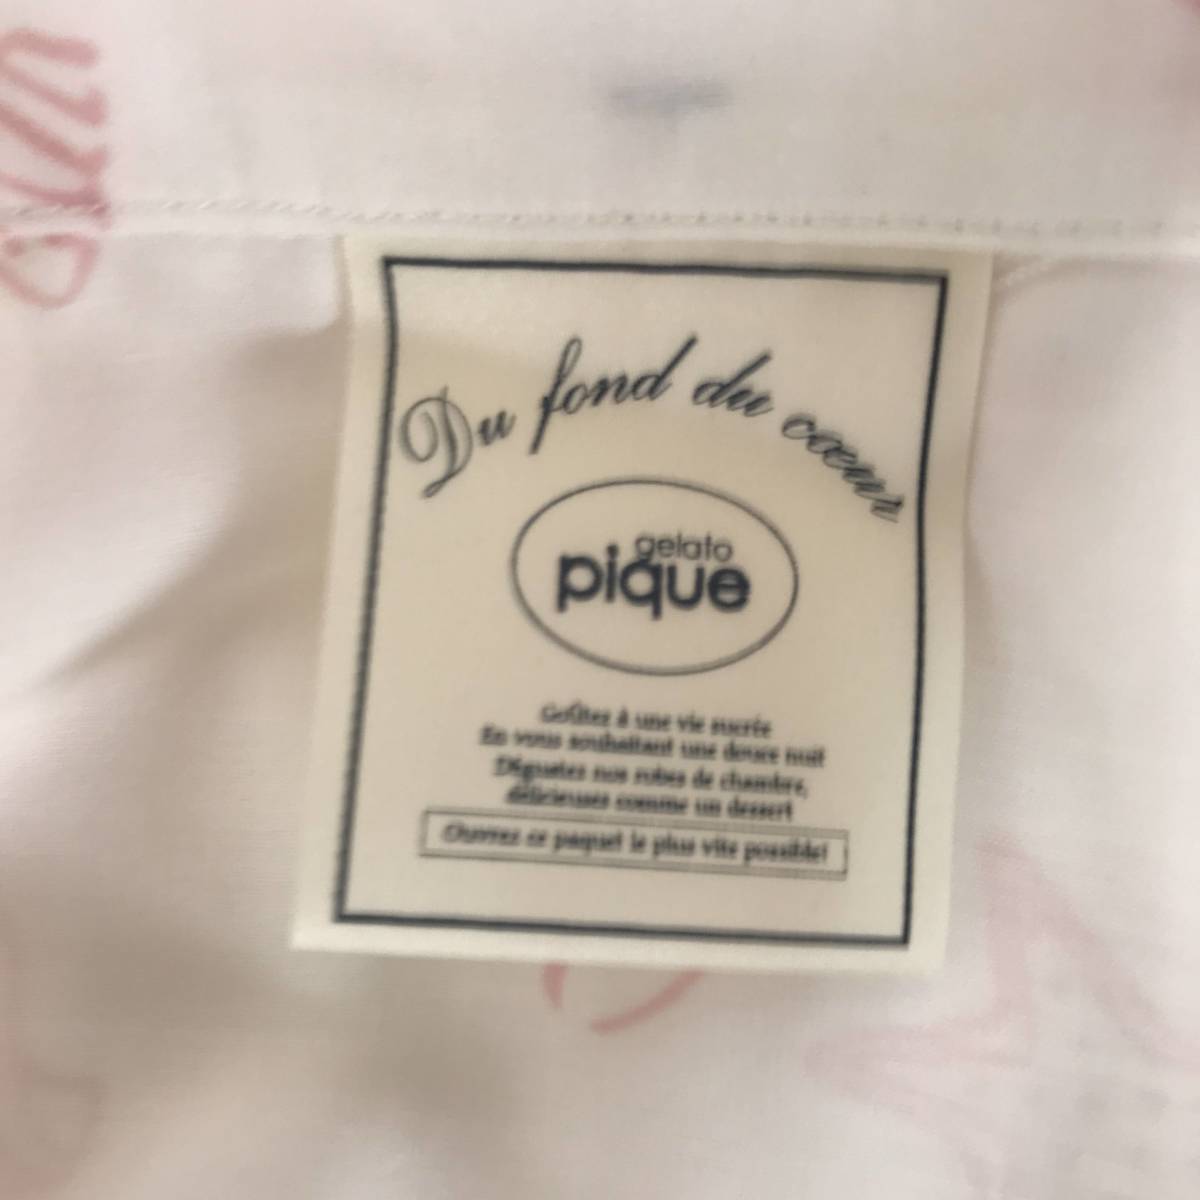 Du fond du cœur
gelato
pique
Goûtez à une vie sucrée
En vous souhaitant une douce nuit
Dégustez nos robes de chambre,
délicieuses comme un dessert
Ouvrez ce paquet le plus vite possible!